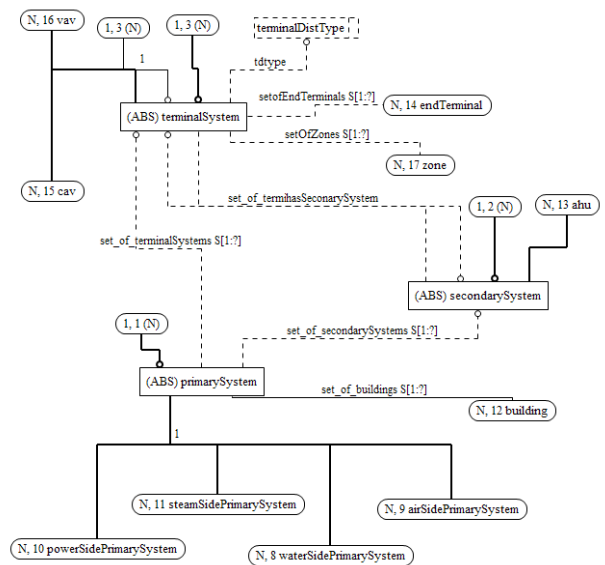 N, 16 vav
1, 3 (N)
1, 3 (N)
terminalDistType
1
tdtype
setofEndTerminals S[1:?]
N, 14 endTerminal
(ABS) terminalSystem
setOfZones S[1:?]
N, 17 zone
N, 15 cav
set_of_termihasSeconarySystem
1, 2 (N)
N, 13 ahu
set_of_terminalSystems S[1:?]
(ABS) secondarySystem
1, 1 (N)
set_of_secondarySystems S[1:?]
(ABS) primarySystem
set_of_buildings S[1:?]
N, 12 building
1
N, 11 steamSidePrimarySystem
N, 9 airSidePrimarySystem
N, 10 powerSidePrimarySystem
N, 8 waterSidePrimarySystem